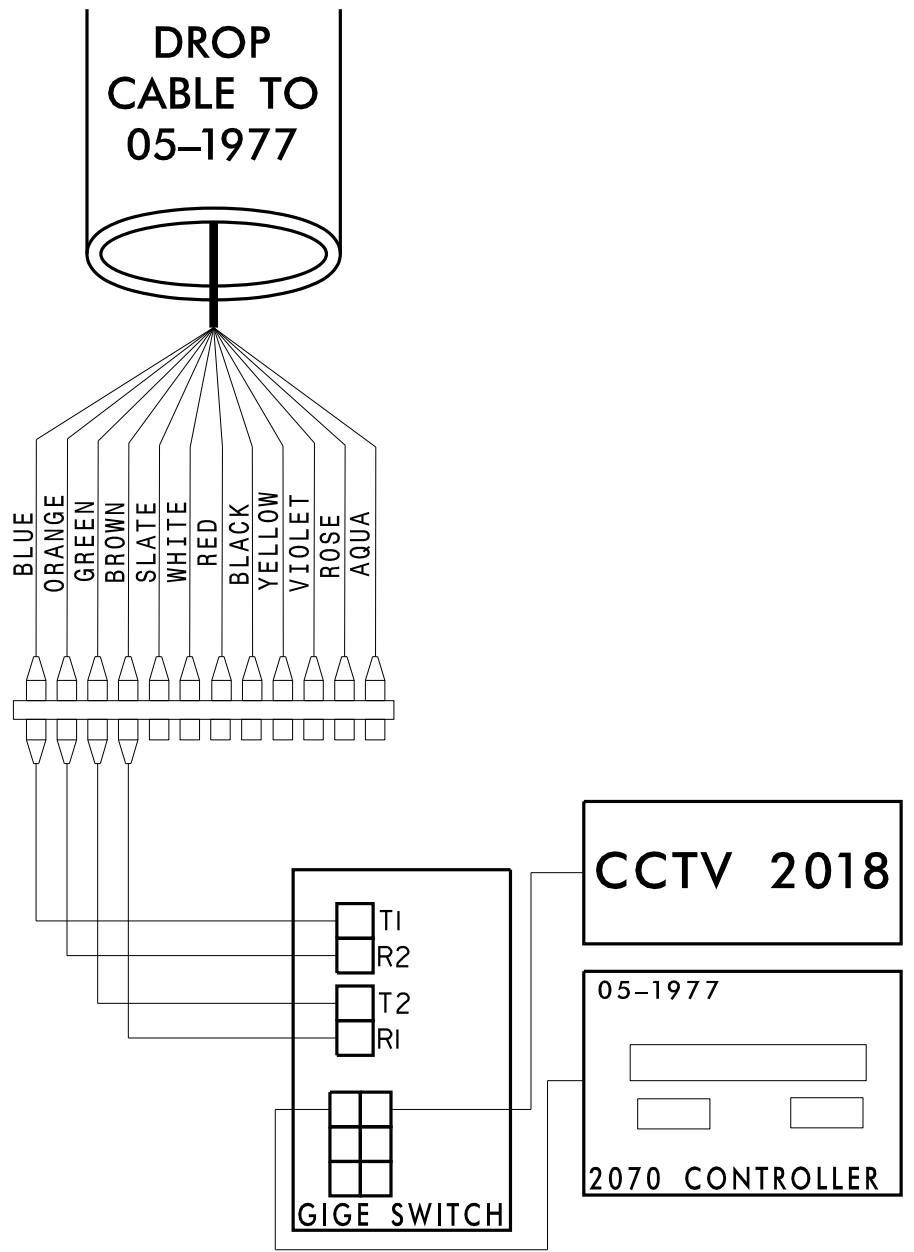 DROP
CABLE TO
05–1977
BLUE
ORANGE
GREEN
BROWN
SLATE
WHITE
RED
BLACK
YELLOW
VIOLET
ROSE
AQUA
CCTV 2018
T1
R2
T2
R1
05–1977
2070 CONTROLLER
GIGE SWITCH